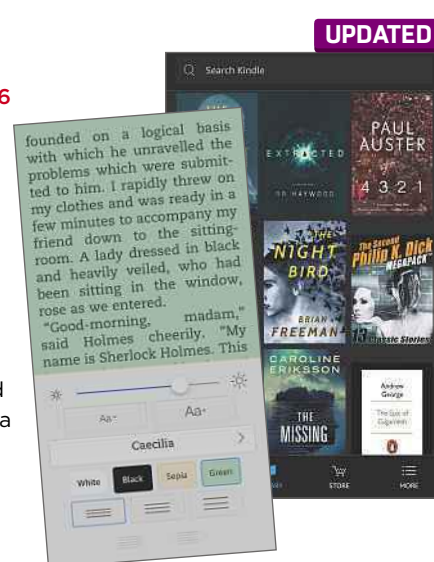 UPDATED
6
Search Kindle
founded on a logical basis
with which he unravelled the
problems which were submit-
ted to him. I rapidly threw on
my clothes and was ready in a
few minutes to accompany my
friend down to the sitting-
room. A lady dressed in black
and heavily veiled, who had
been sitting in the window,
rose as we entered.
“Good-morning, madam,”
said Holmes cheerily. “My
name is Sherlock Holmes. This
d
a
Aa-
Aa+
Caecilia
White
Black
Sepia
Green
THE
EXTRACTED
RR HAYWOOD
PAUL
AUSTER
4 3 2 1
THE
NIGHT
BIRD
BRIAN
FREEMAN
The Second
Philip K. Dick
MEGAPACK
13 Classic Stories
CAROLINE
ERIKSSON
THE
MISSING
Andrew
George
The Epic of
Gilgamesh
STORE
MORE